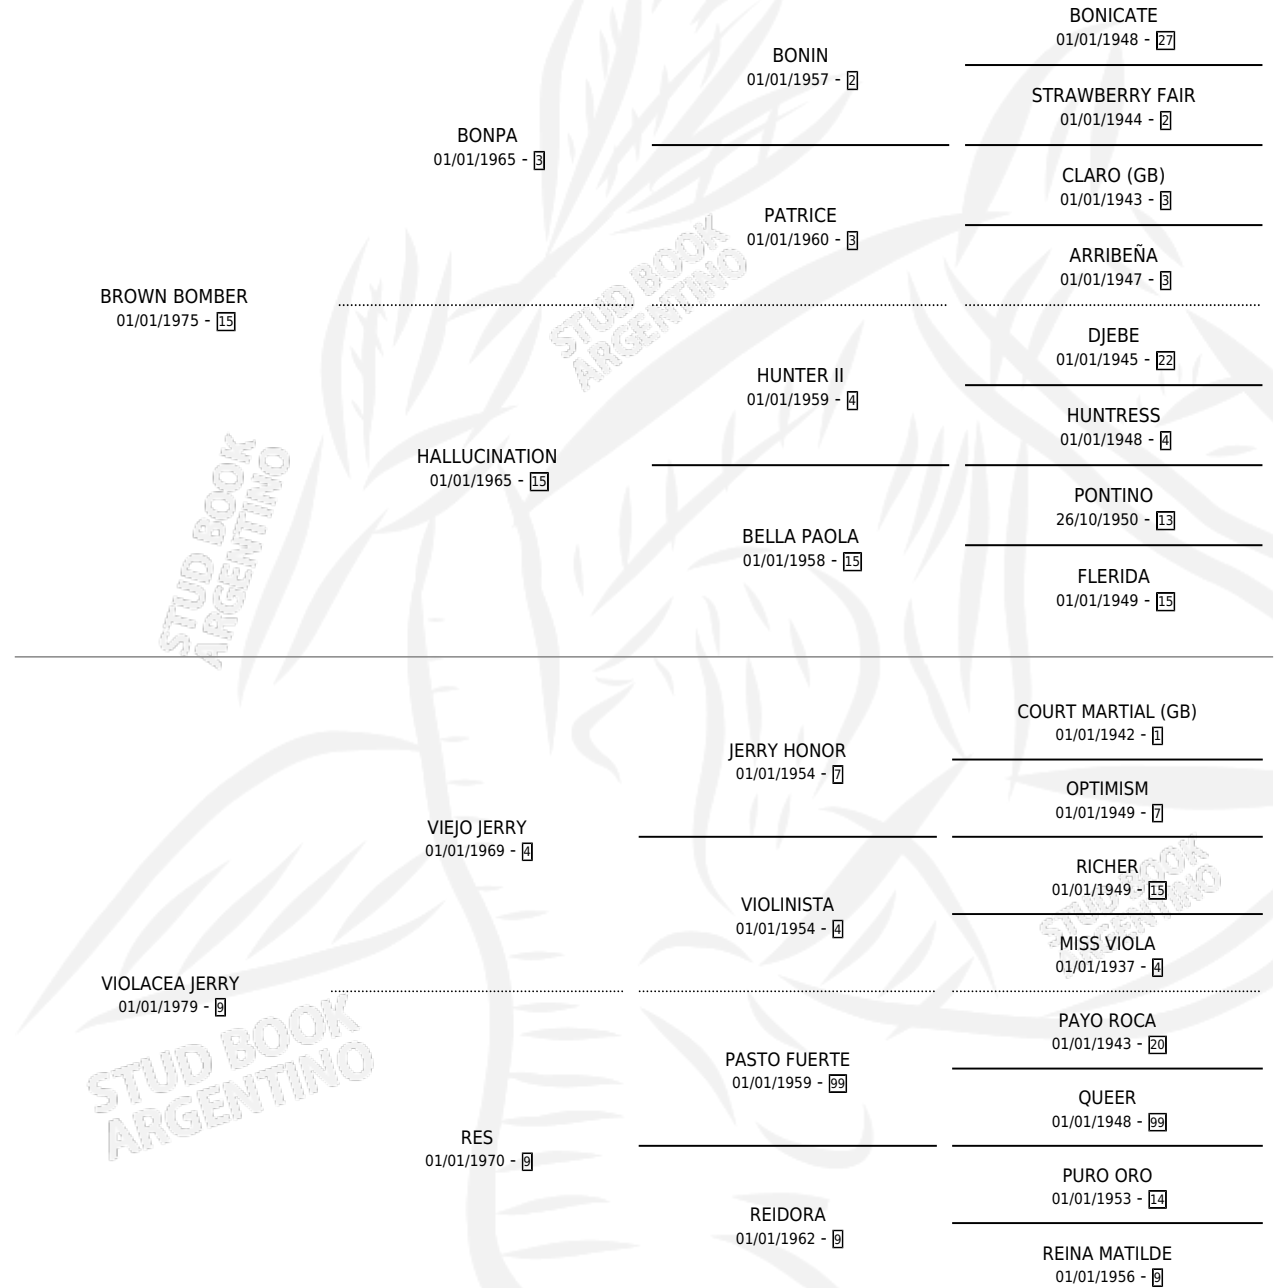 BONICATE
01/01/1948 - 27
BONIN
01/01/1957 - 2
STRAWBERRY FAIR
01/01/1944 - 2
BONPA
01/01/1965 - 3
CLARO (GB)
01/01/1943 - 3
PATRICE
01/01/1960 - 3
ARRIBEÑA
01/01/1947 - 3
BROWN BOMBER
01/01/1975 - 15
DJEBE
01/01/1945 - 22
HUNTER II
01/01/1959 - 4
HUNTRESS
01/01/1948 - 4
HALLUCINATION
01/01/1965 - 15
PONTINO
26/10/1950 - 13
BELLA PAOLA
01/01/1958 - 15
FLERIDA
01/01/1949 - 15
COURT MARTIAL (GB)
01/01/1942 - 1
JERRY HONOR
01/01/1954 - 7
OPTIMISM
01/01/1949 - 7
VIEJO JERRY
01/01/1969 - 4
RICHER
01/01/1949 - 15
VIOLINISTA
01/01/1954 - 4
MISS VIOLA
01/01/1937 - 4
VIOLACEA JERRY
01/01/1979 - 9
PAYO ROCA
01/01/1943 - 20
PASTO FUERTE
01/01/1959 - 99
QUEER
01/01/1948 - 99
RES
01/01/1970 - 9
PURO ORO
01/01/1953 - 14
REIDORA
01/01/1962 - 9
REINA MATILDE
01/01/1956 - 9
STUD BOOK
ARGENTINO
STUD BOOK
ARGENTINO
STUD BOOK
ARGENTINO
STUD BOOK
ARGENTINO